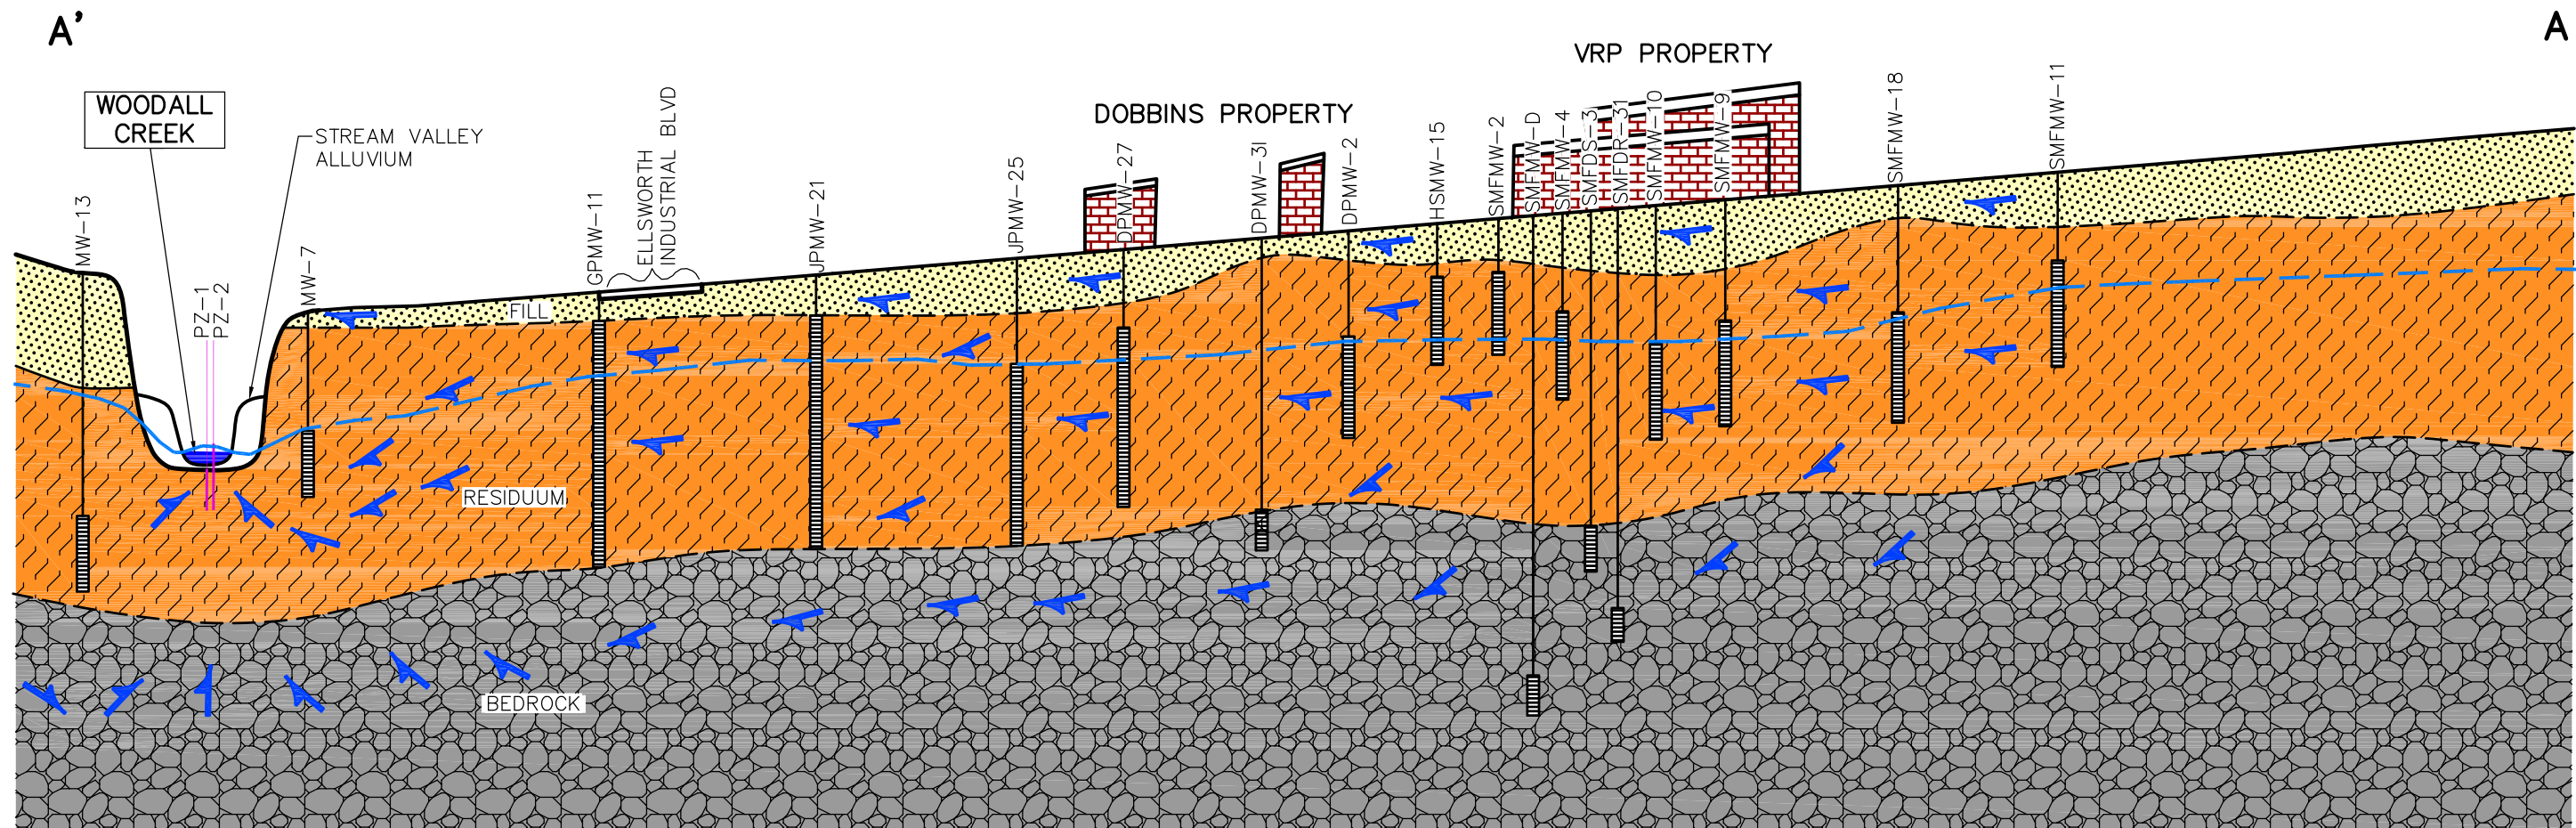 A’
A
VRP PROPERTY
DOBBINS PROPERTY
WOODALL
CREEK
STREAM VALLEY
ALLUVIUM
MW-13
PZ-1
PZ-2
MW-7
GPMW-11
ELLSWORTH
INDUSTRIAL BLVD
JPMW-21
JPMW-25
DPMW-27
DPMW-31
DPMW-2
HSMW-15
SMFMW-2
SMFMW-D
SMFMW-4
SMFDS-3
SMFDR-31
SMFMW-10
SMFMW-9
SMFMW-18
SMFMW-11
FILL
RESIDUUM
BEDROCK